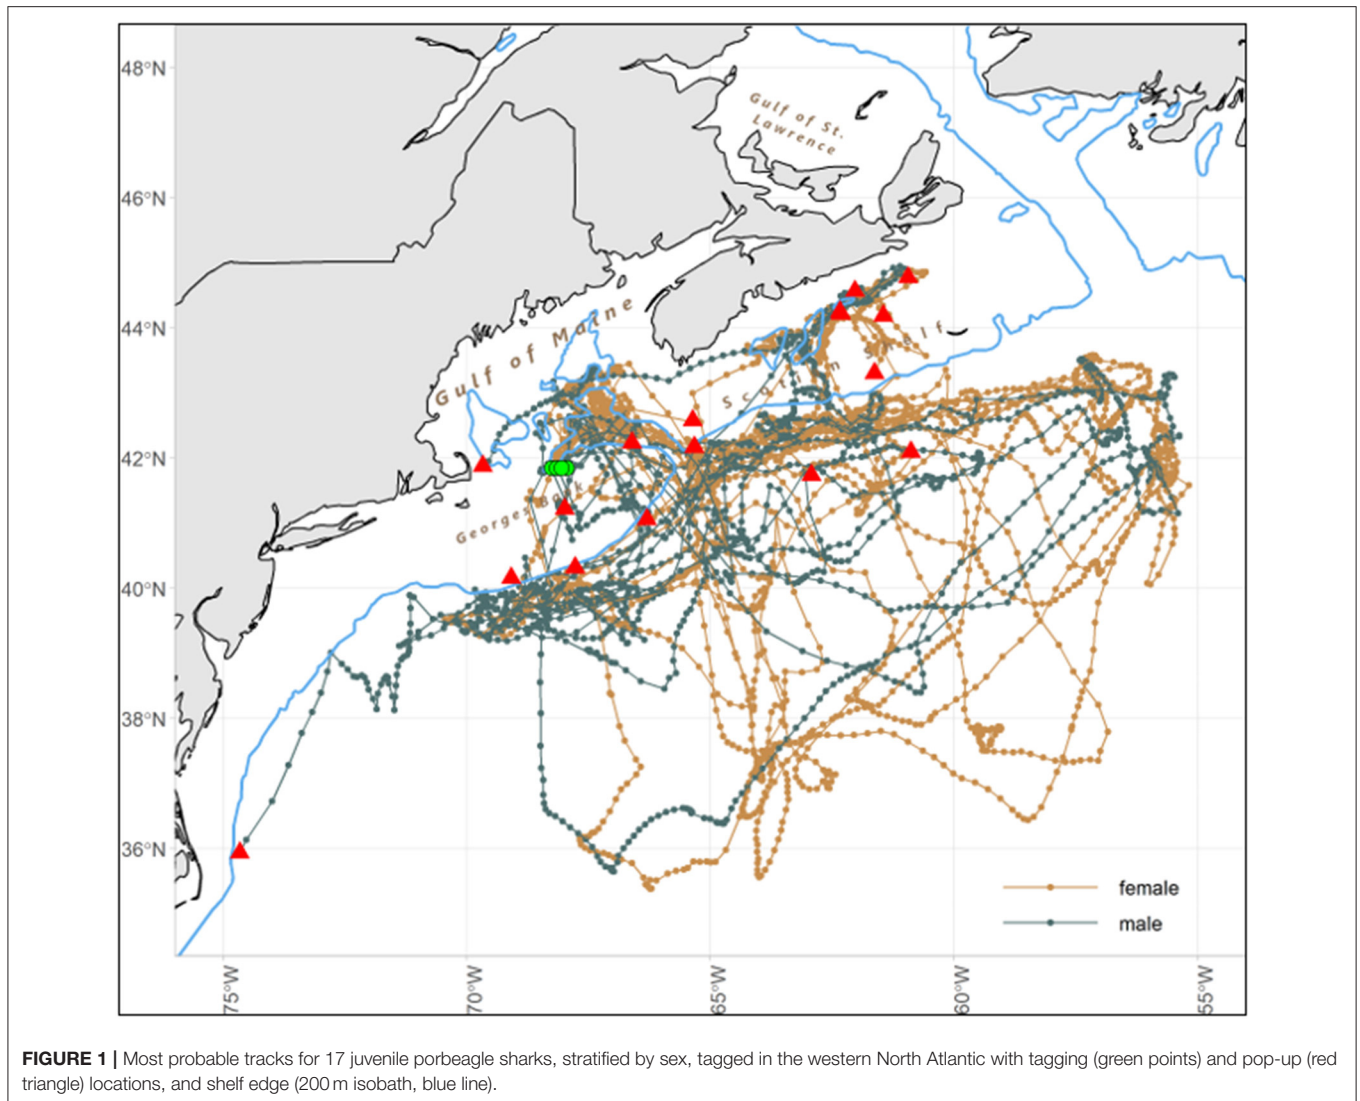 48°N
46°N
44°N
42°N
40°N
38°N
36°N
Gulf of St.
Lawrence
Gulf of Maine
Scotian Shelf
Georges Bank
female
male
75°W
70°W
65°W
60°W
55°W
FIGURE 1 | Most probable tracks for 17 juvenile porbeagle sharks, stratified by sex, tagged in the western North Atlantic with tagging (green points) and pop-up (red
triangle) locations, and shelf edge (200 m isobath, blue line).